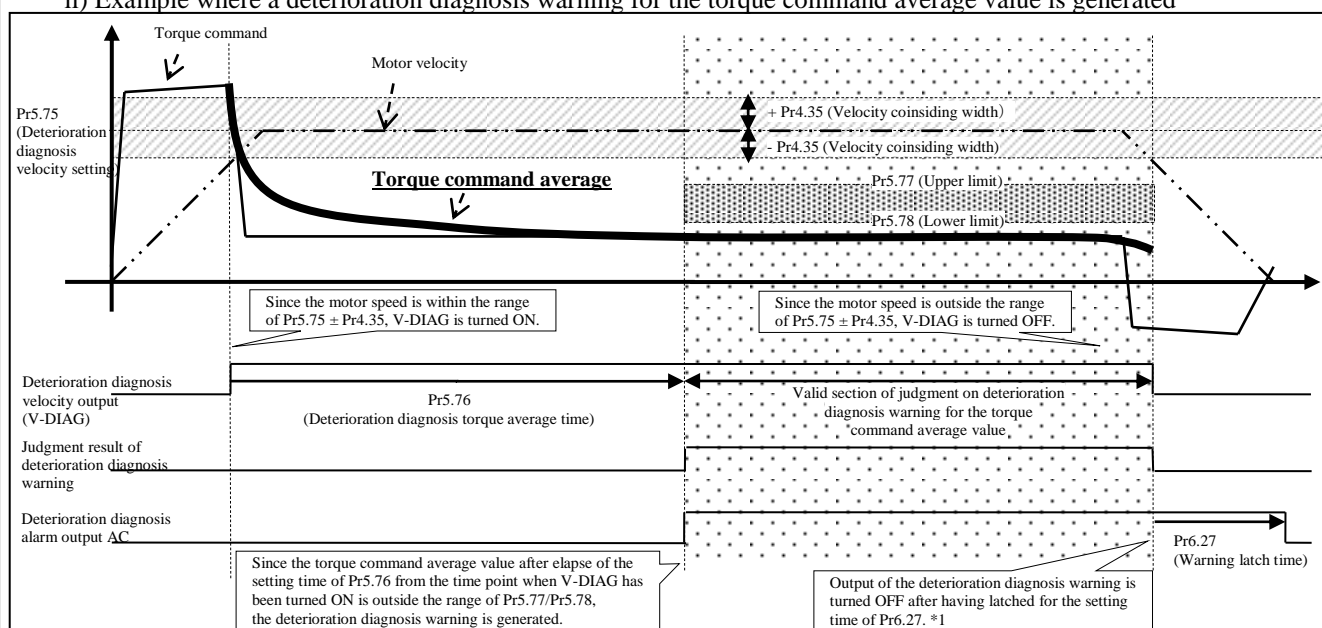 ii) Example where a deterioration diagnosis warning for the torque command average value is generated
Torque command
Motor velocity
Pr5.75
(Deterioration
diagnosis
velocity setting)
+ Pr4.35 (Velocity coinsiding width)
- Pr4.35 (Velocity coinsiding width)
Torque command average
Pr5.77 (Upper limit)
Pr5.78 (Lower limit)
Since the motor speed is within the range
of Pr5.75 ± Pr4.35, V-DIAG is turned ON.
Since the motor speed is outside the range
of Pr5.75 ± Pr4.35, V-DIAG is turned OFF.
Deterioration diagnosis
velocity output
(V-DIAG)
Pr5.76
(Deterioration diagnosis torque average time)
Valid section of judgment on deterioration
diagnosis warning for the torque
command average value
Judgment result of
deterioration diagnosis
warning
Deterioration diagnosis
alarm output AC
Pr6.27
(Warning latch time)
Since the torque command average value after elapse of the
setting time of Pr5.76 from the time point when V-DIAG has
been turned ON is outside the range of Pr5.77/Pr5.78,
the deterioration diagnosis warning is generated.
Output of the deterioration diagnosis warning is
turned OFF after having latched for the setting
time of Pr6.27. *1